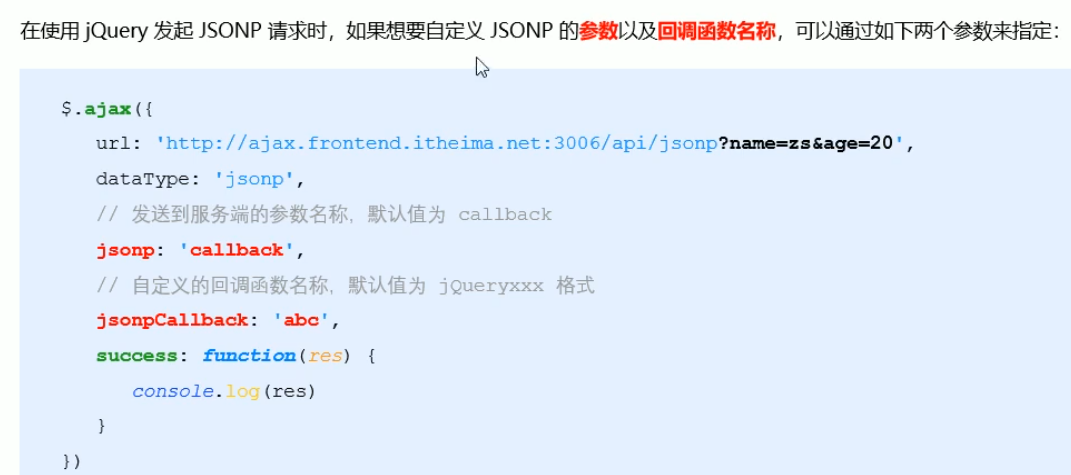 在使用 jQuery 发起 JSONP 请求时，如果想要自定义 JSONP 的参数以及回调函数名称，可以通过如下两个参数来指定：
$.ajax({
url: 'http://ajax.frontend.itheima.net:3006/api/jsonp?name=zs&age=20',
dataType: 'jsonp',
// 发送到服务端的参数名称，默认值为 callback
jsonp: 'callback',
// 自定义的回调函数名称，默认值为 jQueryxxx 格式
jsonpCallback: 'abc',
success: function(res) {
console.log(res)
}
})